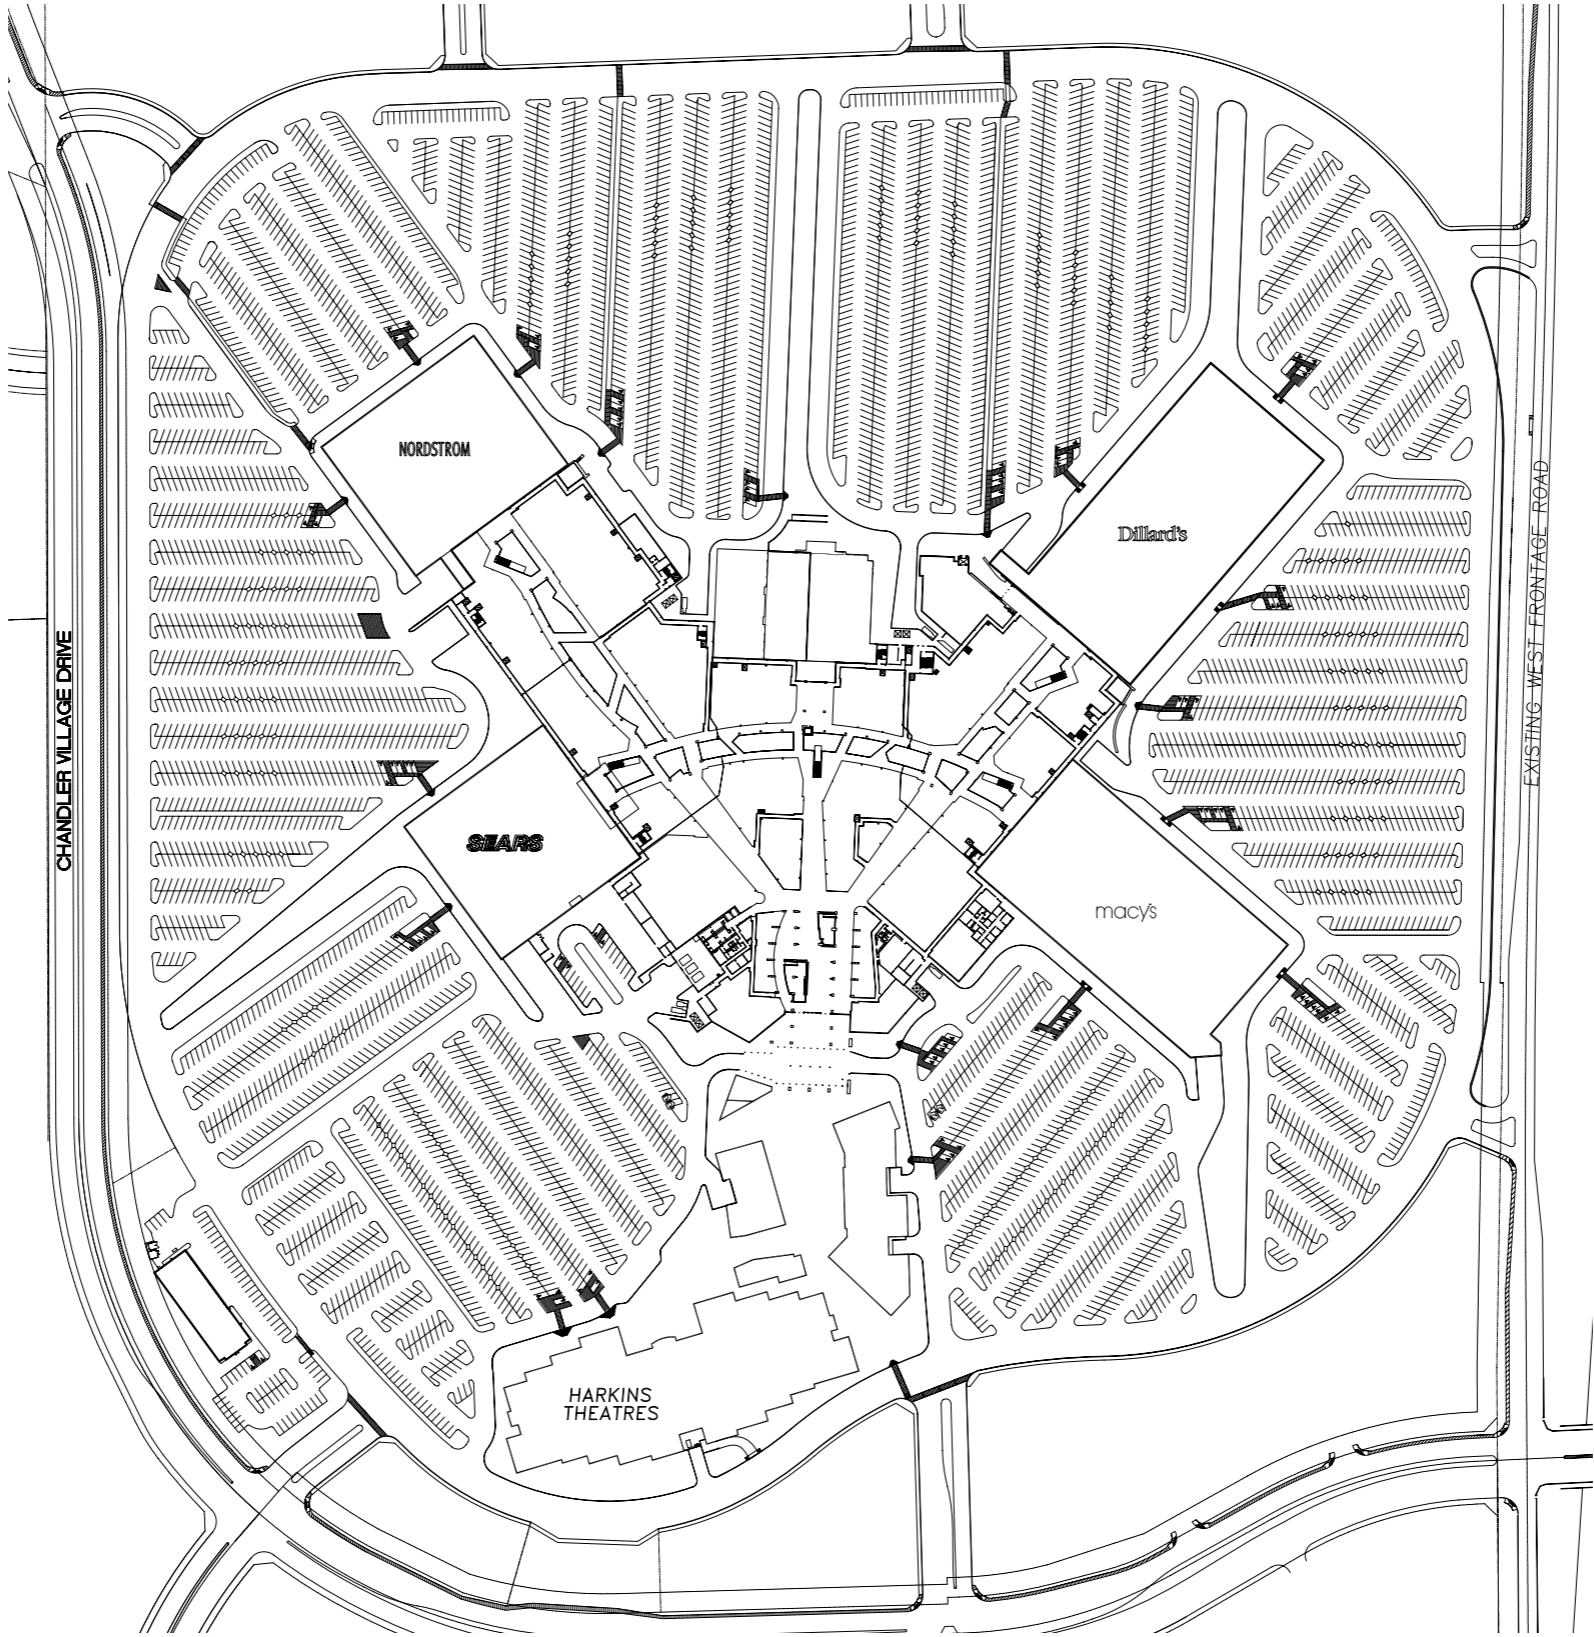 NORDSTROM
Dillard's
EXISTING WEST FRONTAGE ROAD
CHANDLER VILLAGE DRIVE
SEARS
macy's
HARKINS
THEATRES